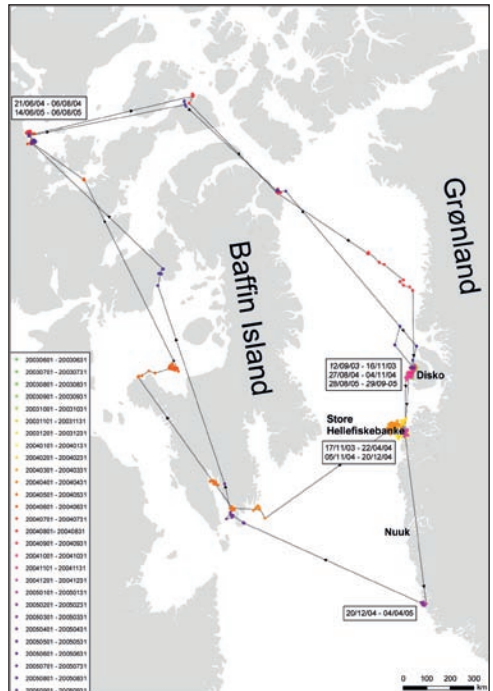 21/06/04 - 06/08/04
14/06/05 - 06/08/05
Grønland
Baffin Island
12/09/03 - 16/11/03
27/08/04 - 04/11/04
28/08/05 - 29/09-05
Disko
Store
Hellefiskebanke
17/11/03 - 22/04/04
05/11/04 - 20/12/04
Nuuk
20/12/04 - 04/04/05
20030601 - 20030631
20030701 - 20030731
20030801 - 20030831
20030901 - 20030931
20031001 - 20031031
20031101 - 20031131
20031201 - 20031231
20040101 - 20040131
20040201 - 20040231
20040301 - 20040331
20040401 - 20040431
20040501 - 20040531
20040601 - 20040631
20040701 - 20040731
20040801 - 20040831
20040901 - 20040931
20041001 - 20041031
20041101 - 20041131
20041201 - 20041231
20050101 - 20050131
20050201 - 20050231
20050301 - 20050331
20050401 - 20050431
20050501 - 20050531
20050601 - 20050631
20050701 - 20050731
20050801 - 20050831
0 100 200 300
km